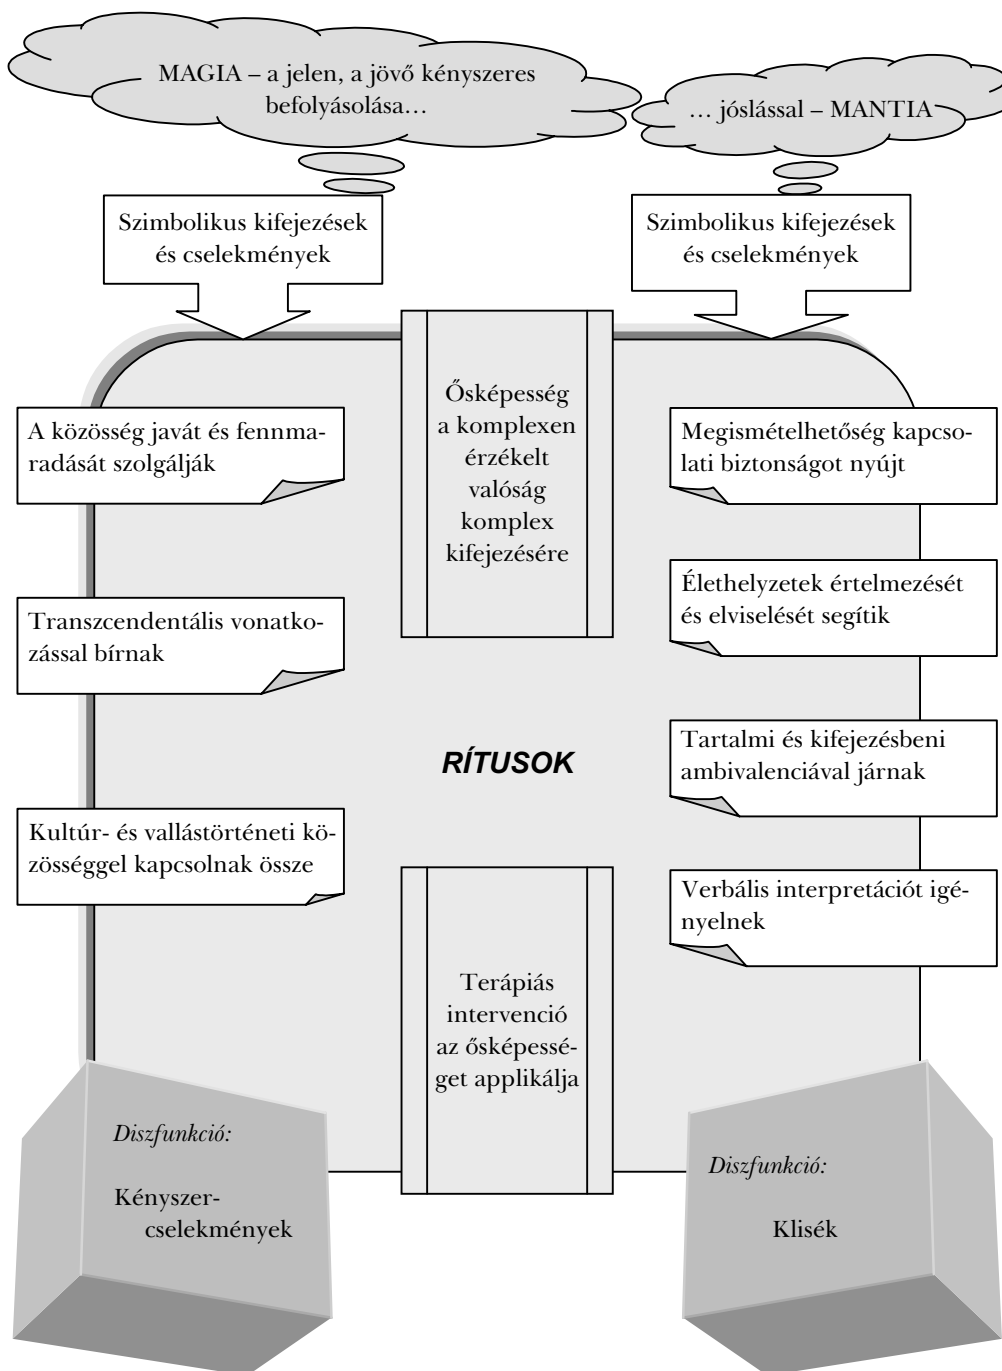 MAGIA – a jelen, a jövő kényszeres
befolyásolása…
… jóslással – MANTIA
Szimbolikus kifejezések
és cselekmények
Szimbolikus kifejezések
és cselekmények
Ősképesség
a komplexen
érzékelt
valóság
komplex
kifejezésére
A közösség javát és fennma-
radását szolgálják
Megismételhetőség kapcso-
lati biztonságot nyújt
Transzcendentális vonatko-
zással bírnak
Élethelyzetek értelmezését
és elviselését segítik
RÍTUSOK
Tartalmi és kifejezésbeni
ambivalenciával járnak
Kultúr- és vallástörténeti kö-
zösséggel kapcsolnak össze
Verbális interpretációt igé-
nyelnek
Terápiás
intervenció
az ősképessé-
get applikálja
Diszfunkció:
Kényszer-
cselekmények
Diszfunkció:
Klisék